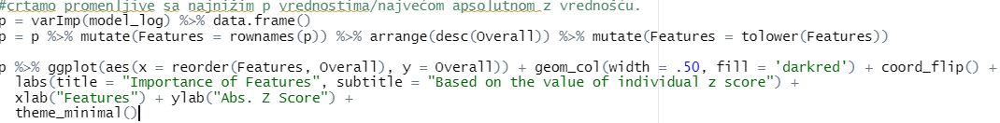 #crtamo promenljive sa najnižim p vrednostima/najvećom apsolutnom z vrednošću.
p = varImp(model_log) %>% data.frame()
p = p %>% mutate(Features = rownames(p)) %>% arrange(desc(Overall)) %>% mutate(Features = tolower(Features))
p %>% ggplot(aes(x = reorder(Features, Overall), y = Overall)) + geom_col(width = .50, fill = 'darkred') + coord_flip() +
labs(title = "Importance of Features", subtitle = "Based on the value of individual z score") +
xlab("Features") + ylab("Abs. Z Score") +
theme_minimal()